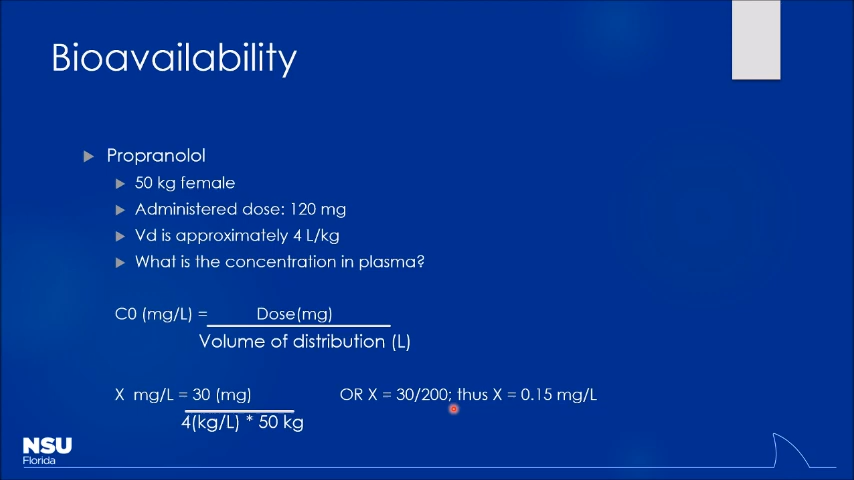 Bioavailability
Propranolol
50 kg female
Administered dose: 120 mg
Vd is approximately 4 L/kg
What is the concentration in plasma?
C0 (mg/L) = Dose(mg)
Volume of distribution (L)
X mg/L = 30 (mg) OR X = 30/200; thus X = 0.15 mg/L
4(kg/L) * 50 kg
NSU
Florida